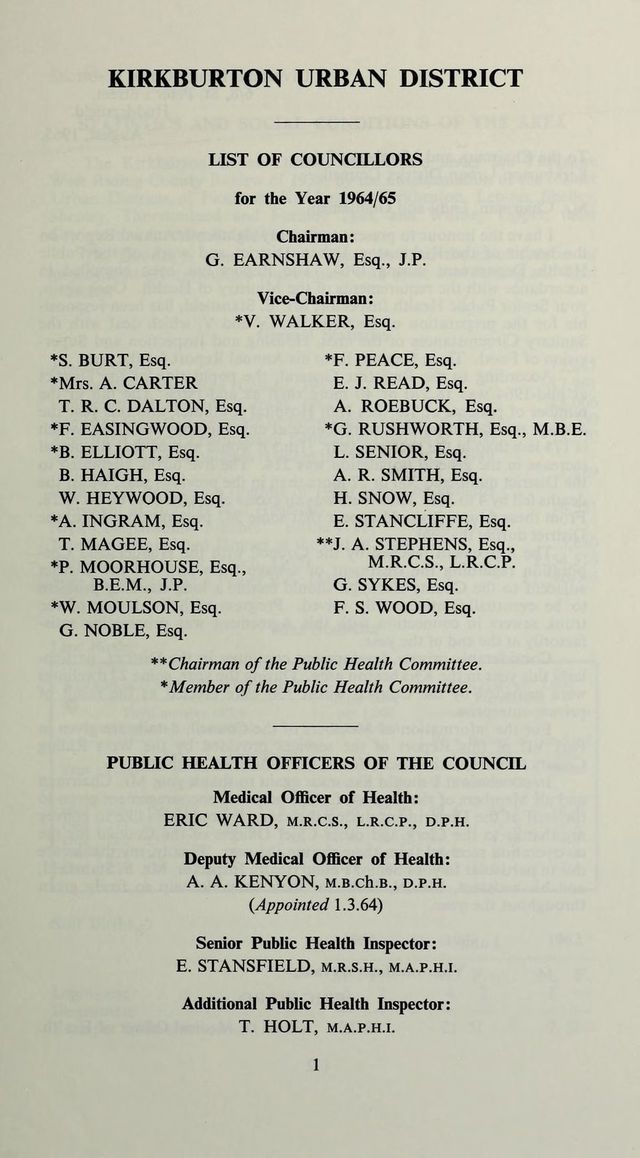 KIRKBURTON URBAN DISTRICT
LIST OF COUNCILLORS
for the Year 1964/65
Chairman:
G. EARNSHAW, Esq., J.P.
Vice-Chairman:
*V. WALKER, Esq.
*S. BURT, Esq.
*Mrs. A. CARTER
T. R. C. DALTON, Esq.
*F. EASINGWOOD, Esq.
*B. ELLIOTT, Esq.
B. HAIGH, Esq.
W. HEYWOOD, Esq.
*A. INGRAM, Esq.
T. MAGEE, Esq.
*P. MOORHOUSE, Esq.,
B.E.M., J.P.
*W. MOULSON, Esq.
G. NOBLE, Esq.
*F. PEACE, Esq.
E. J. READ, Esq.
A. ROEBUCK, Esq.
*G. RUSHWORTH, Esq., M.B.E.
L. SENIOR, Esq.
A. R. SMITH, Esq.
H. SNOW, Esq.
E. STANCLIFFE, Esq.
**J. A. STEPHENS, Esq.,
M.R.C.S., L.R.C.P.
G. SYKES, Esq.
F. S. WOOD, Esq.
**Chairman of the Public Health Committee.
*Member of the Public Health Committee.
PUBLIC HEALTH OFFICERS OF THE COUNCIL
Medical Officer of Health:
ERIC WARD, M.R.C.S., L.R.C.P., D.P.H.
Deputy Medical Officer of Health:
A. A. KENYON, M.B.Ch.B., D.P.H.
(Appointed 1.3.64)
Senior Public Health Inspector:
E. STANSFIELD, M.R.S.H., M.A.P.H.I.
Additional Public Health Inspector:
T. HOLT, M.A.P.H.I.
1